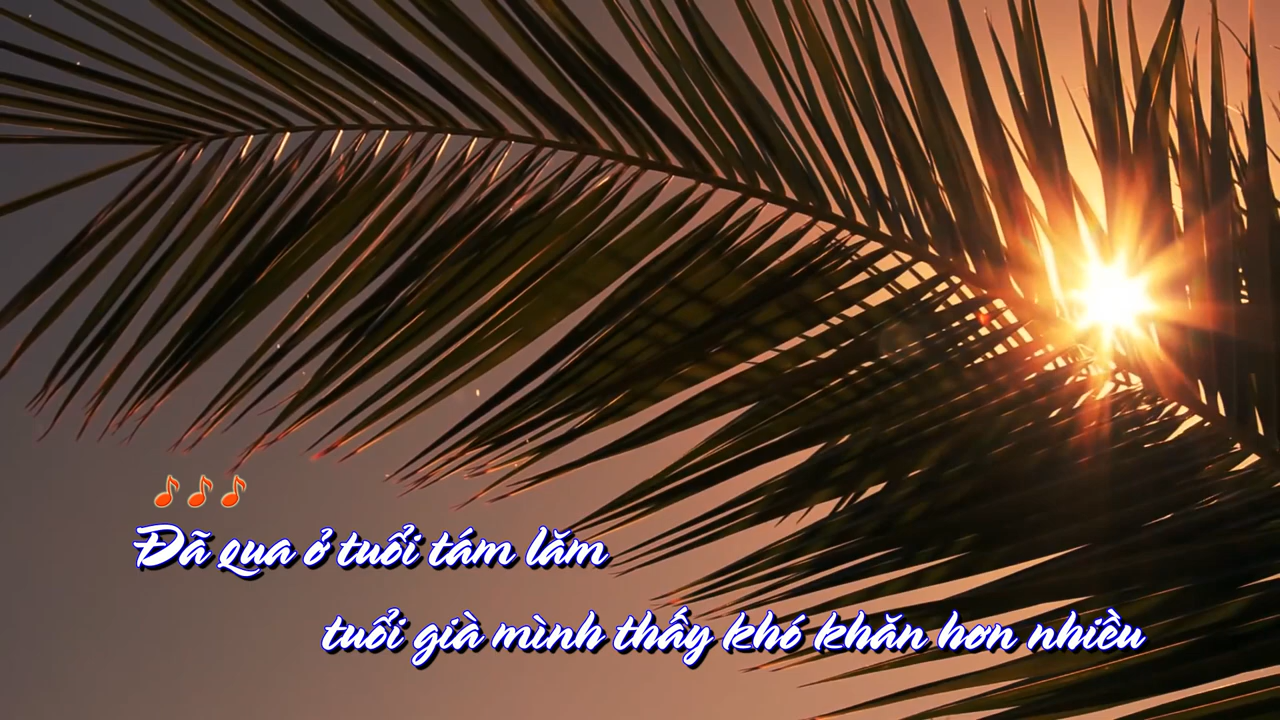 Đã qua ở tuổi tám lăm
tuổi già mình thấy khó khăn hơn nhiều